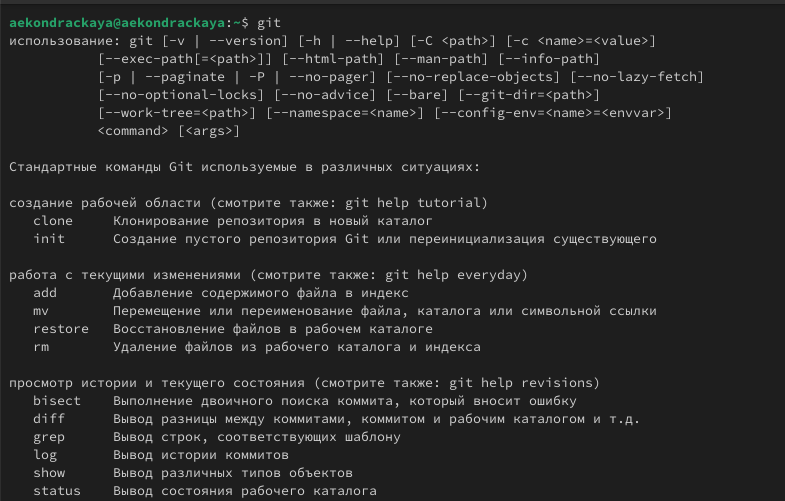 aekondrackaya@aekondrackaya:~$ git
использование: git [-v | --version] [-h | --help] [-C <path>] [-c <name>=<value>]
           [--exec-path[=<path>]] [--html-path] [--man-path] [--info-path]
           [-p | --paginate | -P | --no-pager] [--no-replace-objects] [--no-lazy-fetch]
           [--no-optional-locks] [--no-advice] [--bare] [--git-dir=<path>]
           [--work-tree=<path>] [--namespace=<name>] [--config-env=<name>=<envvar>]
           <command> [<args>]

Стандартные команды Git используемые в различных ситуациях:

создание рабочей области (смотрите также: git help tutorial)
   clone     Клонирование репозитория в новый каталог
   init      Создание пустого репозитория Git или переинициализация существующего

работа с текущими изменениями (смотрите также: git help everyday)
   add       Добавление содержимого файла в индекс
   mv        Перемещение или переименование файла, каталога или символьной ссылки
   restore   Восстановление файлов в рабочем каталоге
   rm        Удаление файлов из рабочего каталога и индекса

просмотр истории и текущего состояния (смотрите также: git help revisions)
   bisect    Выполнение двоичного поиска коммита, который вносит ошибку
   diff      Вывод разницы между коммитами, коммитом и рабочим каталогом и т.д.
   grep      Вывод строк, соответствующих шаблону
   log       Вывод истории коммитов
   show      Вывод различных типов объектов
   status    Вывод состояния рабочего каталога